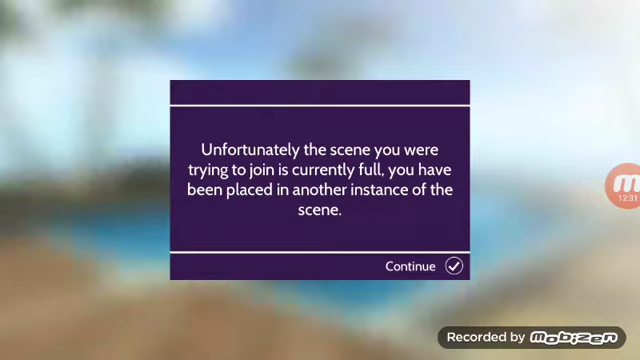 Unfortunately the scene you were
trying to join is currently full, you have
been placed in another instance of the
scene.
Continue
12:31
Recorded by mobizen